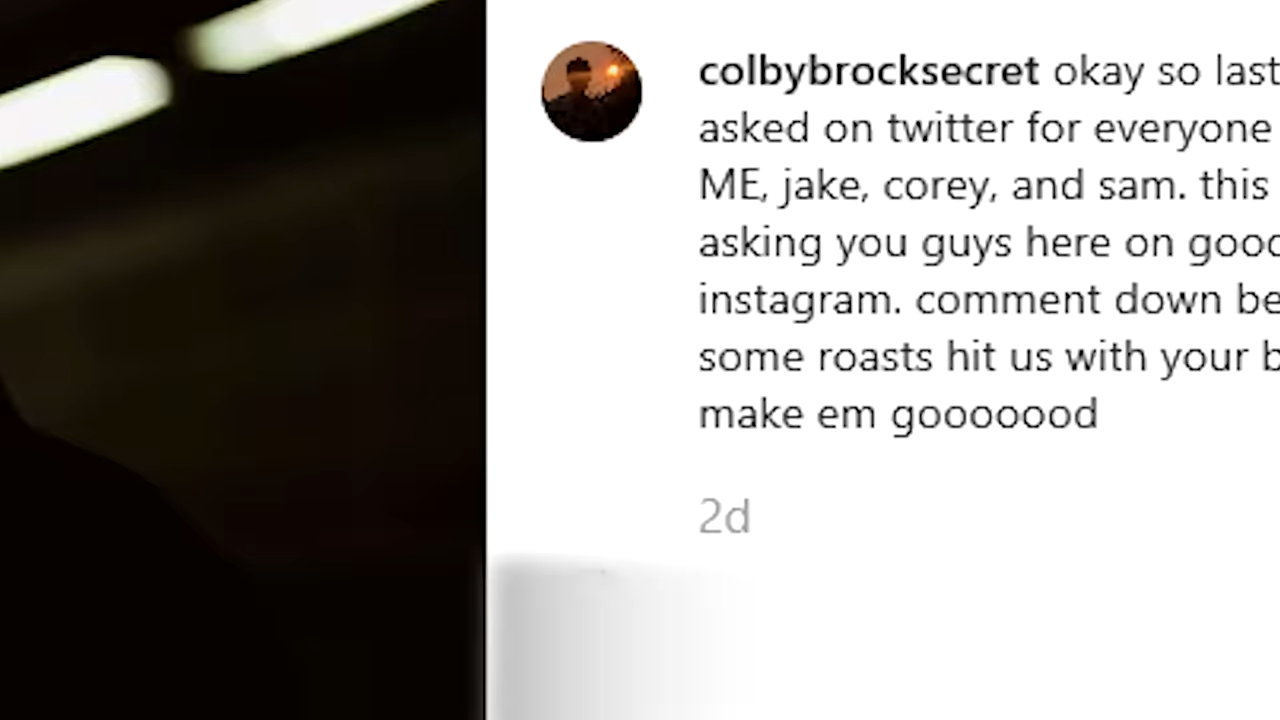 colbybrocksecret okay so last
asked on twitter for everyone
ME, jake, corey, and sam. this
asking you guys here on
instagram. comment down
some roasts hit us with your
make em gooooood
2d